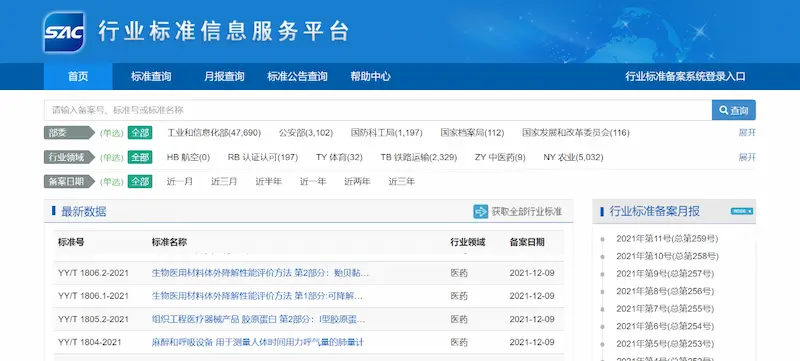 SAC 行业标准信息服务平台
首页 标准查询 月报查询 标准公告查询 帮助中心 行业标准备案系统登录入口
请输入备案号、标准号或标准名称 查询
部委 (单选) 全部 工业和信息化部(47,690) 公安部(3,102) 国防科工局(1,197) 国家档案局(112) 国家发展和改革委员会(116) 展开
行业领域 (单选) 全部 HB 航空(0) RB 认证认可(197) TY 体育(32) TB 铁路运输(2,329) ZY 中医药(9) NY 农业(5,032) 展开
备案日期 (单选) 全部 近一月 近三月 近半年 近一年 近两年 近三年
最新数据 获取全部行业标准
标准号 标准名称 行业领域 备案日期
YY/T 1806.2-2021 生物医用材料体外降解性能评价方法 第2部分：贻贝黏… 医药 2021-12-09
YY/T 1806.1-2021 生物医用材料体外降解性能评价方法 第1部分:可降解… 医药 2021-12-09
YY/T 1805.2-2021 组织工程医疗器械产品 胶原蛋白 第2部分：I型胶原蛋… 医药 2021-12-09
YY/T 1804-2021 麻醉和呼吸设备 用于测量人体时间用力呼气量的肺量计 医药 2021-12-09
行业标准备案月报
2021年第11号(总第259号)
2021年第10号(总第258号)
2021年第9号(总第257号)
2021年第8号(总第256号)
2021年第7号(总第255号)
2021年第6号(总第254号)
2021年第5号(总第253号)